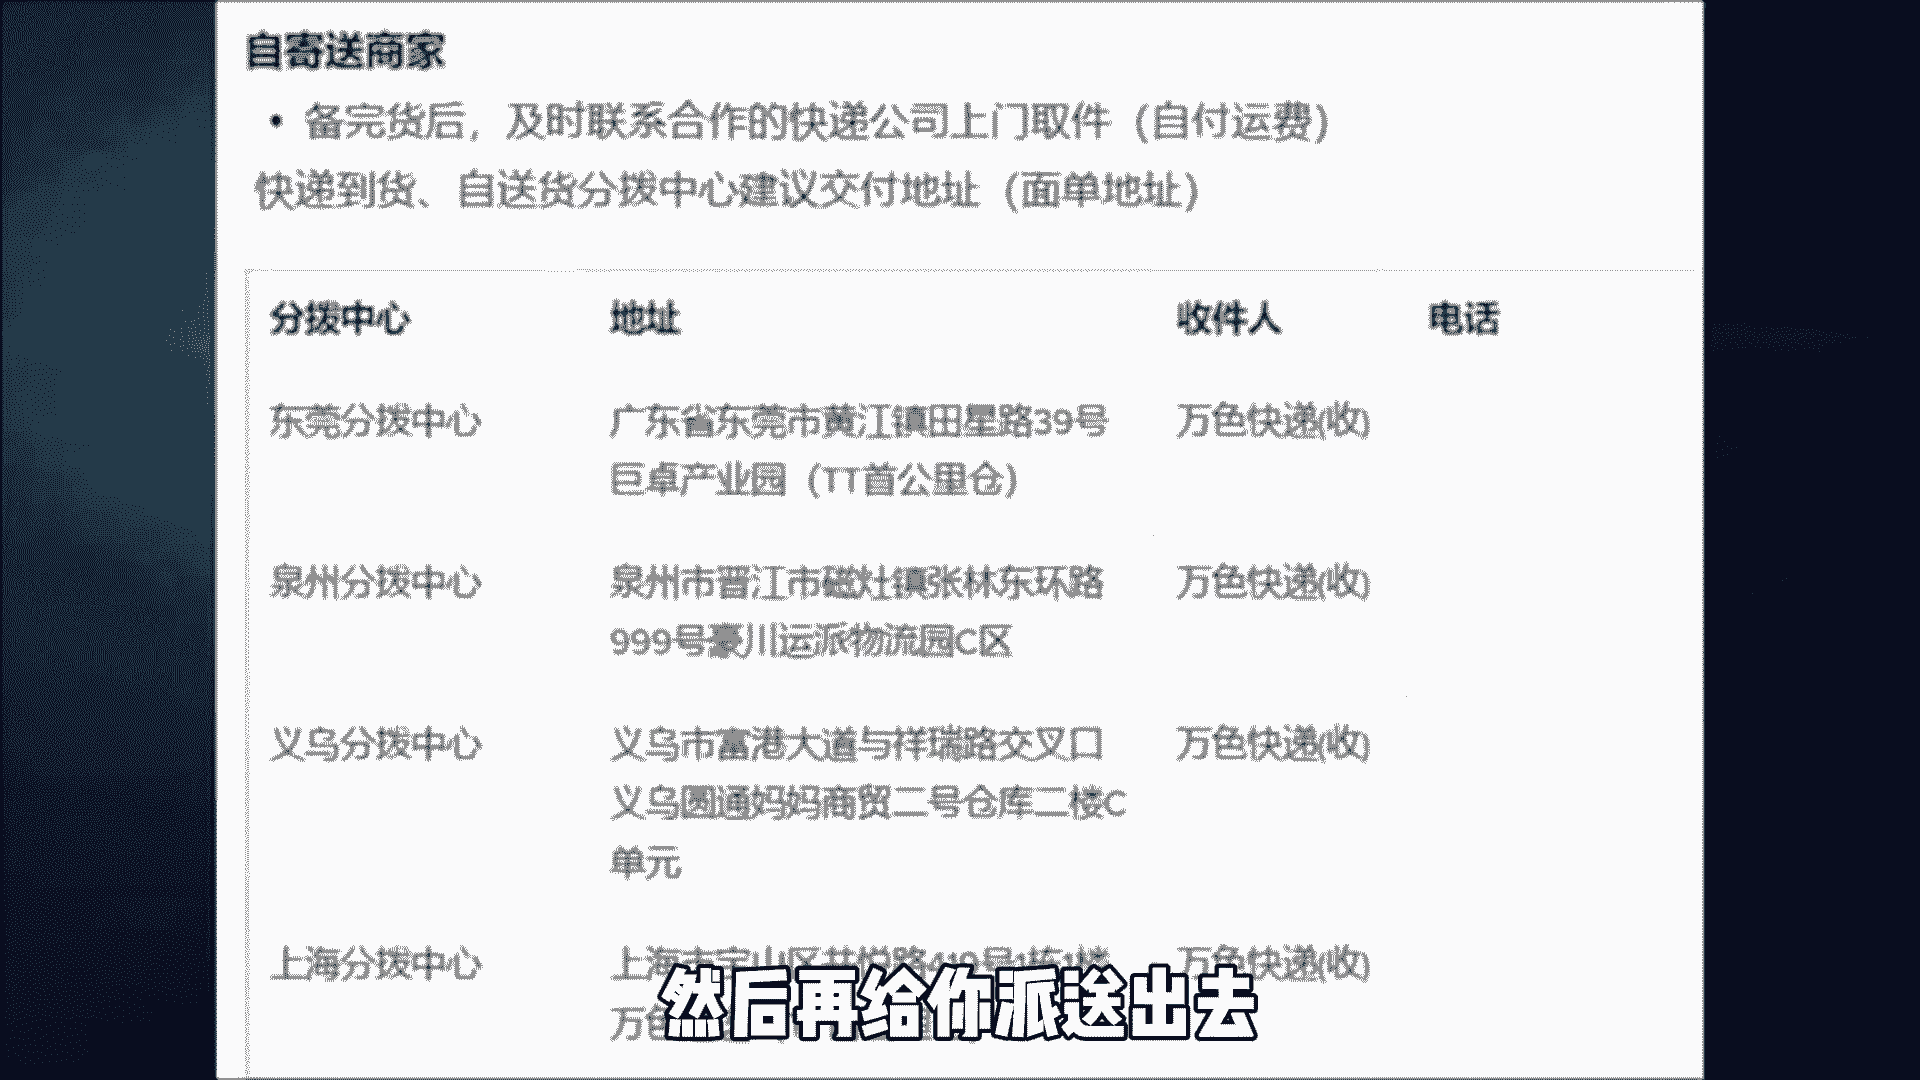 自寄送商家
• 备完货后，及时联系合作的快递公司上门取件（自付运费）
快递到货、自送货分拨中心建议交付地址（面单地址）
分拨中心 地址 收件人 电话
东莞分拨中心 广东省东莞市黄江镇田星路39号 万色快递(收)
巨卓产业园（TT首公里仓）
泉州分拨中心 泉州市晋江市磁灶镇张林东环路 万色快递(收)
999号豪川运派物流园C区
义乌分拨中心 义乌市富港大道与祥瑞路交叉口 万色快递(收)
义乌圆通妈妈商贸二号仓库二楼C
单元
上海分拨中心 上海市宝山区共悦路419号1栋1楼 万色快递(收)
万色
然后再给你派送出去